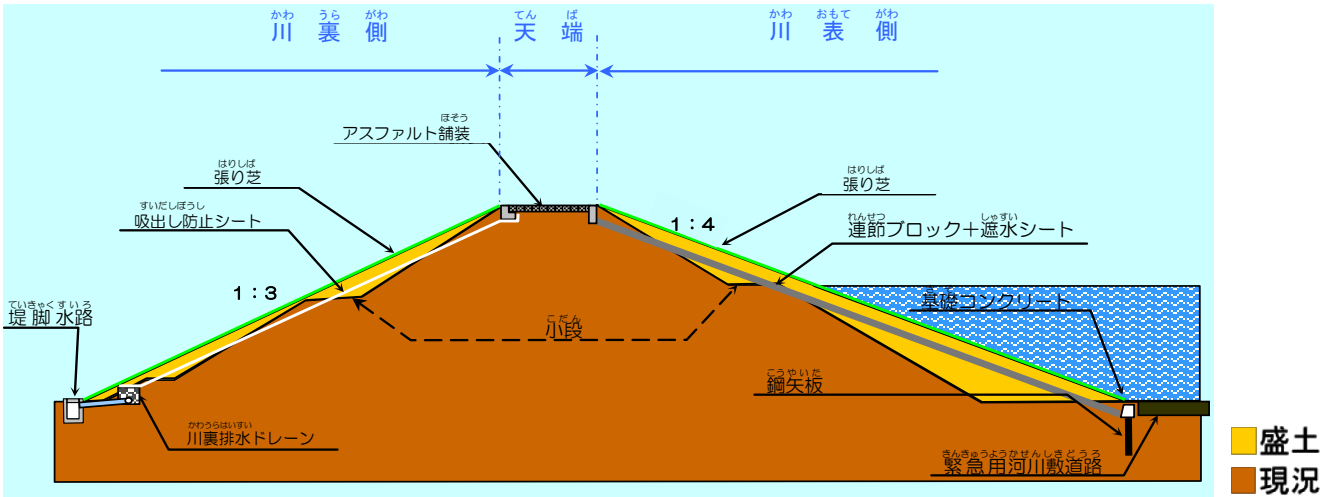 かわ うら がわ
川 裏 側
てん ば
天 端
かわ おもて がわ
川 表 側
ほそう
アスファルト舗装
はりしば
張り芝
すいだしぼうし
吸出し防止シート
はりしば
張り芝
れんせつ しゃすい
連節ブロック+遮水シート
1:4
1:3
ていきゃくすいろ
堤脚水路
きそ
基礎コンクリート
こだん
小段
こうやいた
鋼矢板
かわうらはいすい
川裏排水ドレーン
きんきゅうようかせんしきどうろ
緊急用河川敷道路
盛土
現況